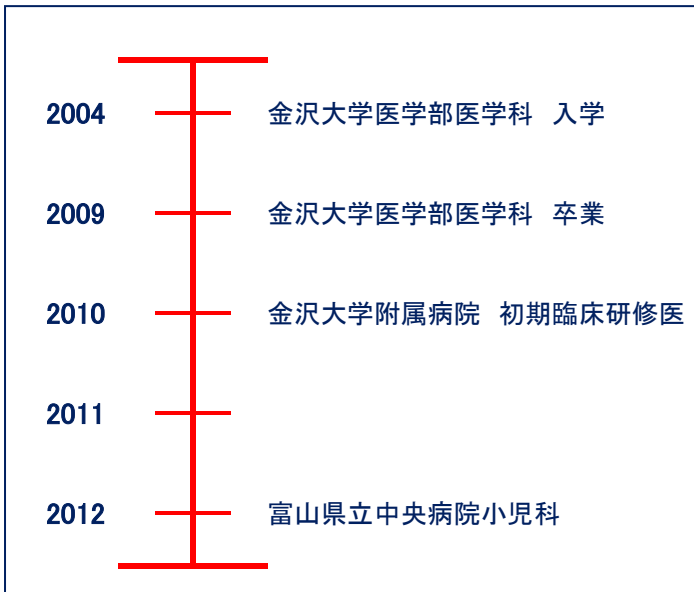 2004 金沢大学医学部医学科 入学
2009 金沢大学医学部医学科 卒業
2010 金沢大学附属病院 初期臨床研修医
2011
2012 富山県立中央病院小児科